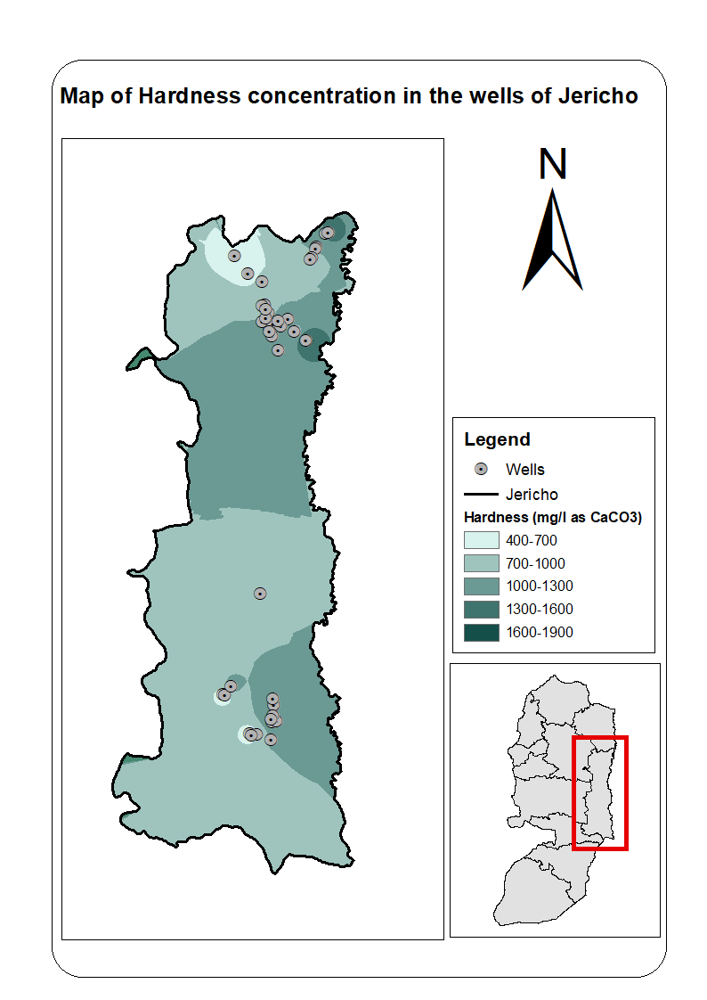 Map of Hardness concentration in the wells of Jericho
N
Legend
Wells
Jericho
Hardness (mg/l as CaCO3)
400-700
700-1000
1000-1300
1300-1600
1600-1900